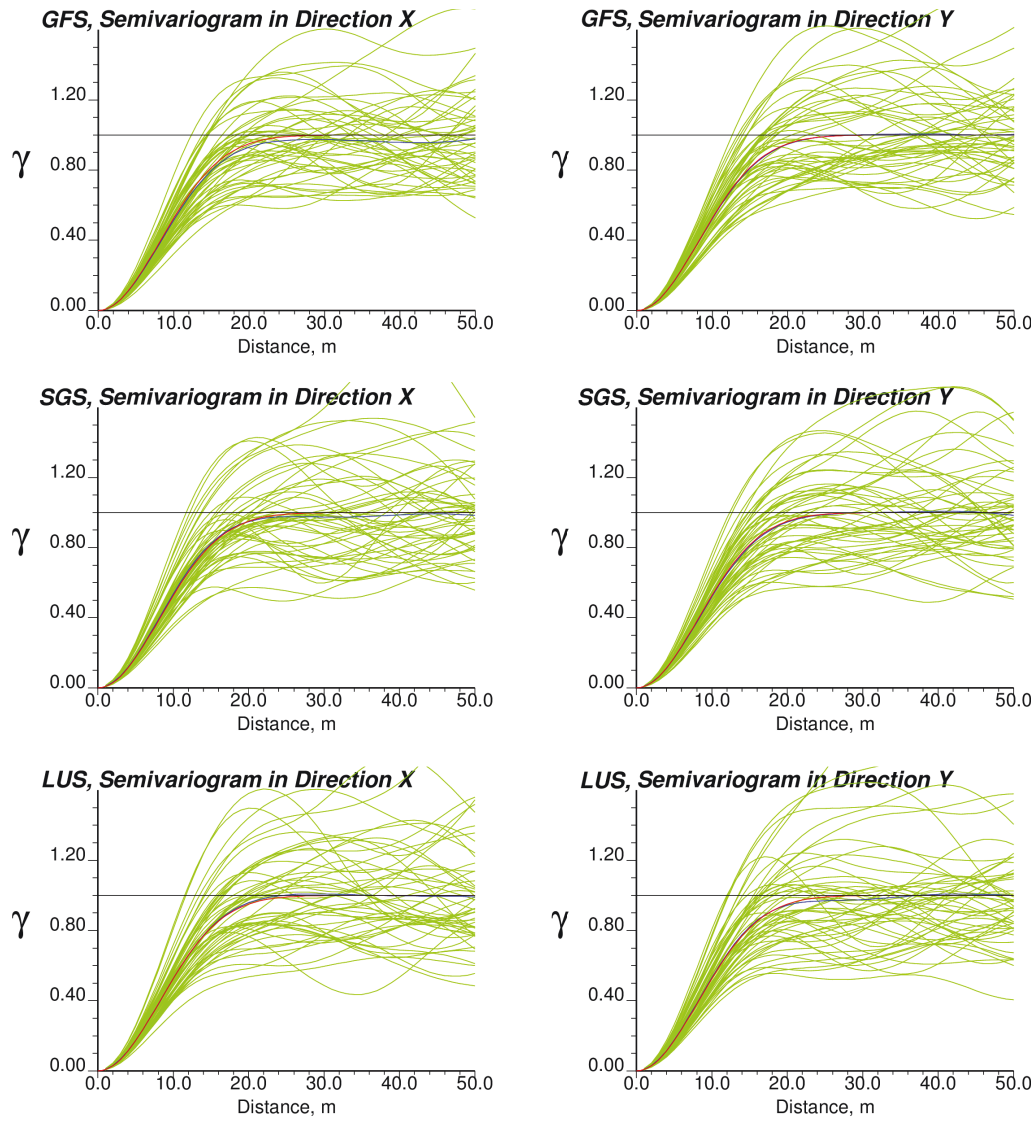 GFS, Semivariogram in Direction X
1.20
γ
0.80
0.40
0.00
0.0 10.0 20.0 30.0 40.0 50.0
Distance, m
GFS, Semivariogram in Direction Y
1.20
γ
0.80
0.40
0.00
0.0 10.0 20.0 30.0 40.0 50.0
Distance, m
SGS, Semivariogram in Direction X
1.20
γ
0.80
0.40
0.00
0.0 10.0 20.0 30.0 40.0 50.0
Distance, m
SGS, Semivariogram in Direction Y
1.20
γ
0.80
0.40
0.00
0.0 10.0 20.0 30.0 40.0 50.0
Distance, m
LUS, Semivariogram in Direction X
1.20
γ
0.80
0.40
0.00
0.0 10.0 20.0 30.0 40.0 50.0
Distance, m
LUS, Semivariogram in Direction Y
1.20
γ
0.80
0.40
0.00
0.0 10.0 20.0 30.0 40.0 50.0
Distance, m